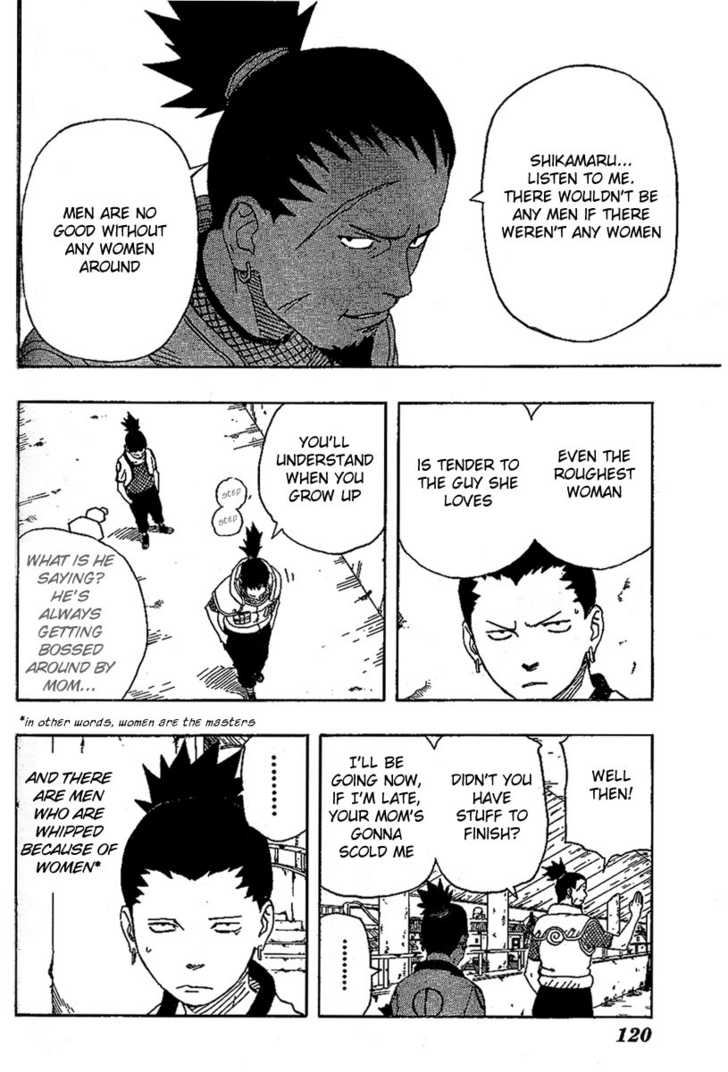 SHIKAMARU...
LISTEN TO ME.
THERE WOULDN'T BE
ANY MEN IF THERE
WEREN'T ANY WOMEN
MEN ARE NO
GOOD WITHOUT
ANY WOMEN
AROUND
EVEN THE
ROUGHEST
WOMAN
IS TENDER TO
THE GUY SHE
LOVES
YOU'LL
UNDERSTAND
WHEN YOU
GROW UP
STEP
STEP
WHAT IS HE
SAYING?
HE'S
ALWAYS
GETTING
BOSSED
AROUND BY
MOM...
*in other words, women are the masters
WELL
THEN!
DIDN'T YOU
HAVE
STUFF TO
FINISH?
I'LL BE
GOING NOW,
IF I'M LATE,
YOUR MOM'S
GONNA
SCOLD ME
........
........
AND THERE
ARE MEN
WHO ARE
WHIPPED
BECAUSE OF
WOMEN*
120